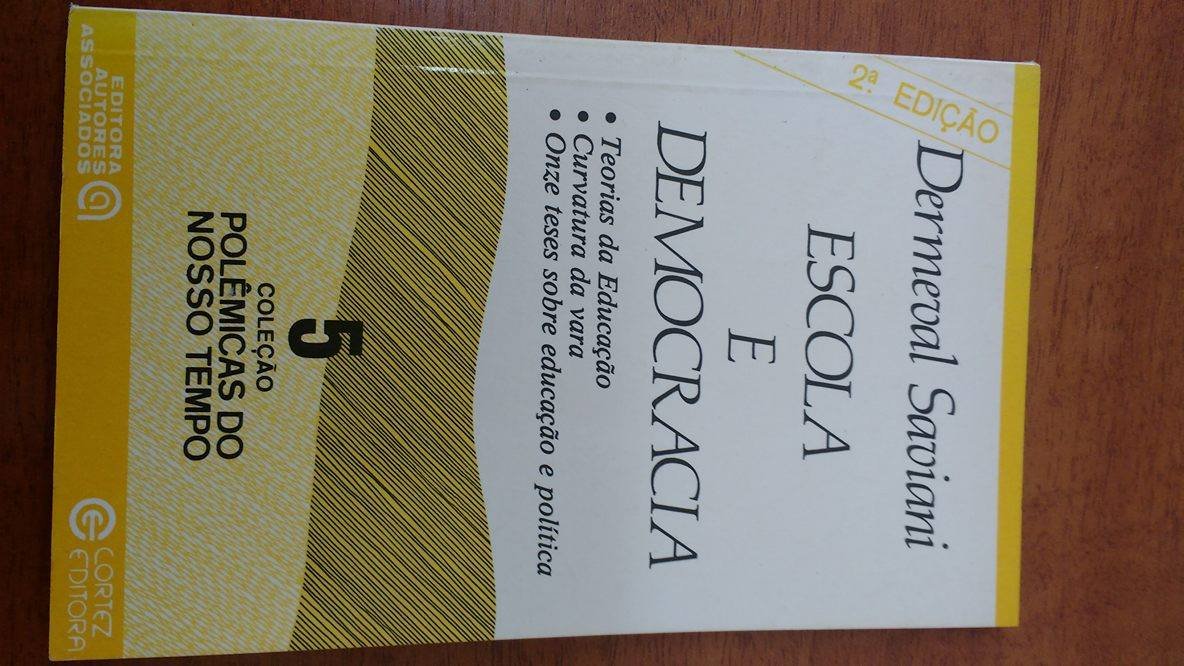 2ª EDIÇÃO
Dermeval Saviani
ESCOLA
E
DEMOCRACIA
• Teorias da Educação
• Curvatura da vara
• Onze teses sobre educação e política
5
COLEÇÃO
POLÊMICAS DO
NOSSO TEMPO
EDITORA
AUTORES
ASSOCIADOS
CORTEZ
EDITORA